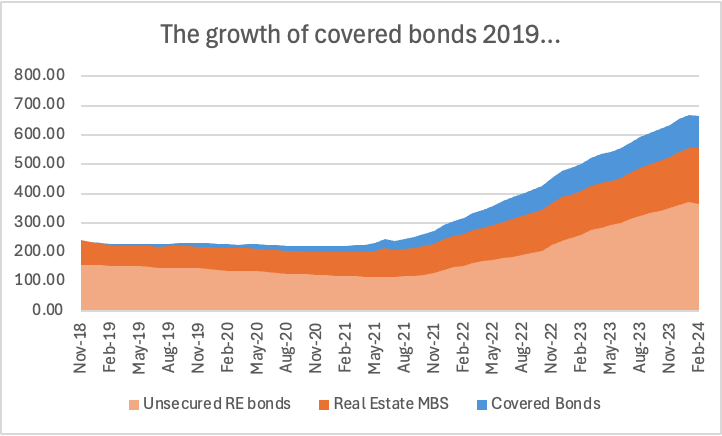 The growth of covered bonds 2019...
800.00
700.00
600.00
500.00
400.00
300.00
200.00
100.00
0.00
Nov-18
Feb-19
May-19
Aug-19
Nov-19
Feb-20
May-20
Aug-20
Nov-20
Feb-21
May-21
Aug-21
Nov-21
Feb-22
May-22
Aug-22
Nov-22
Feb-23
May-23
Aug-23
Nov-23
Feb-24
Unsecured RE bonds
Real Estate MBS
Covered Bonds